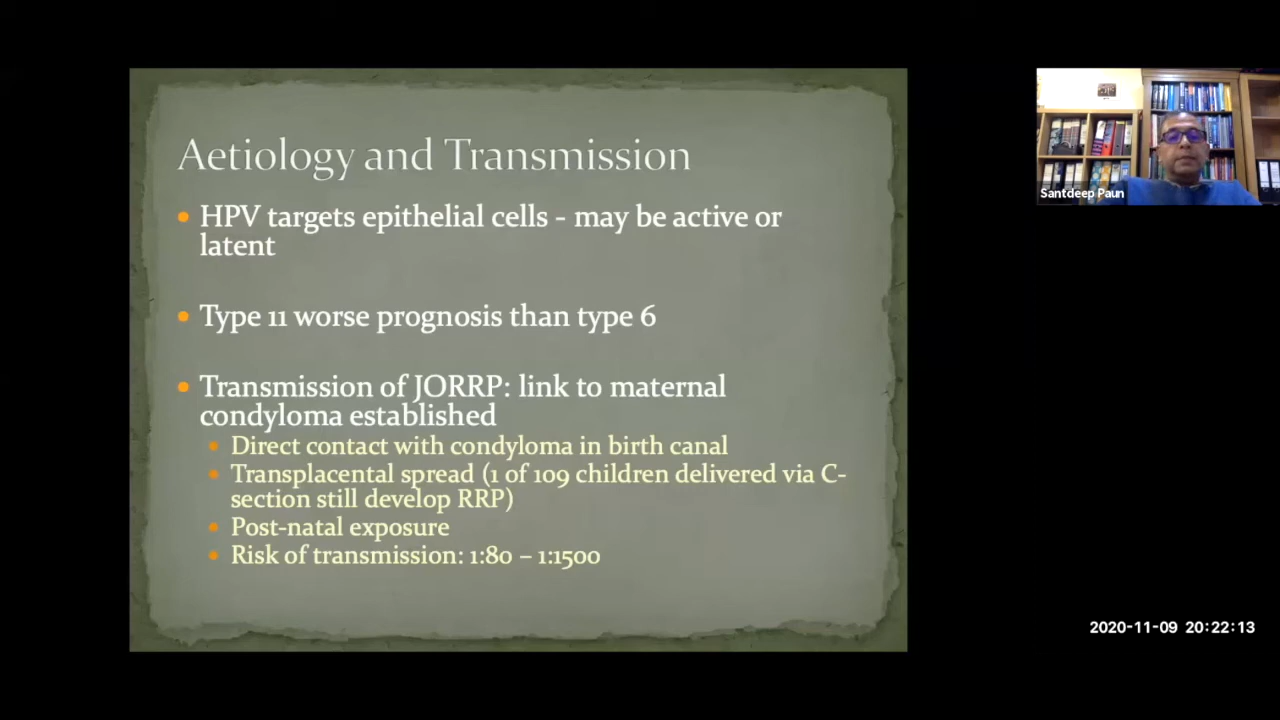 Aetiology and Transmission
HPV targets epithelial cells - may be active or
latent
Type 11 worse prognosis than type 6
Transmission of JORRP: link to maternal
condyloma established
Direct contact with condyloma in birth canal
Transplacental spread (1 of 109 children delivered via C-
section still develop RRP)
Post-natal exposure
Risk of transmission: 1:80 – 1:1500
Santdeep Paun
2020-11-09 20:22:13